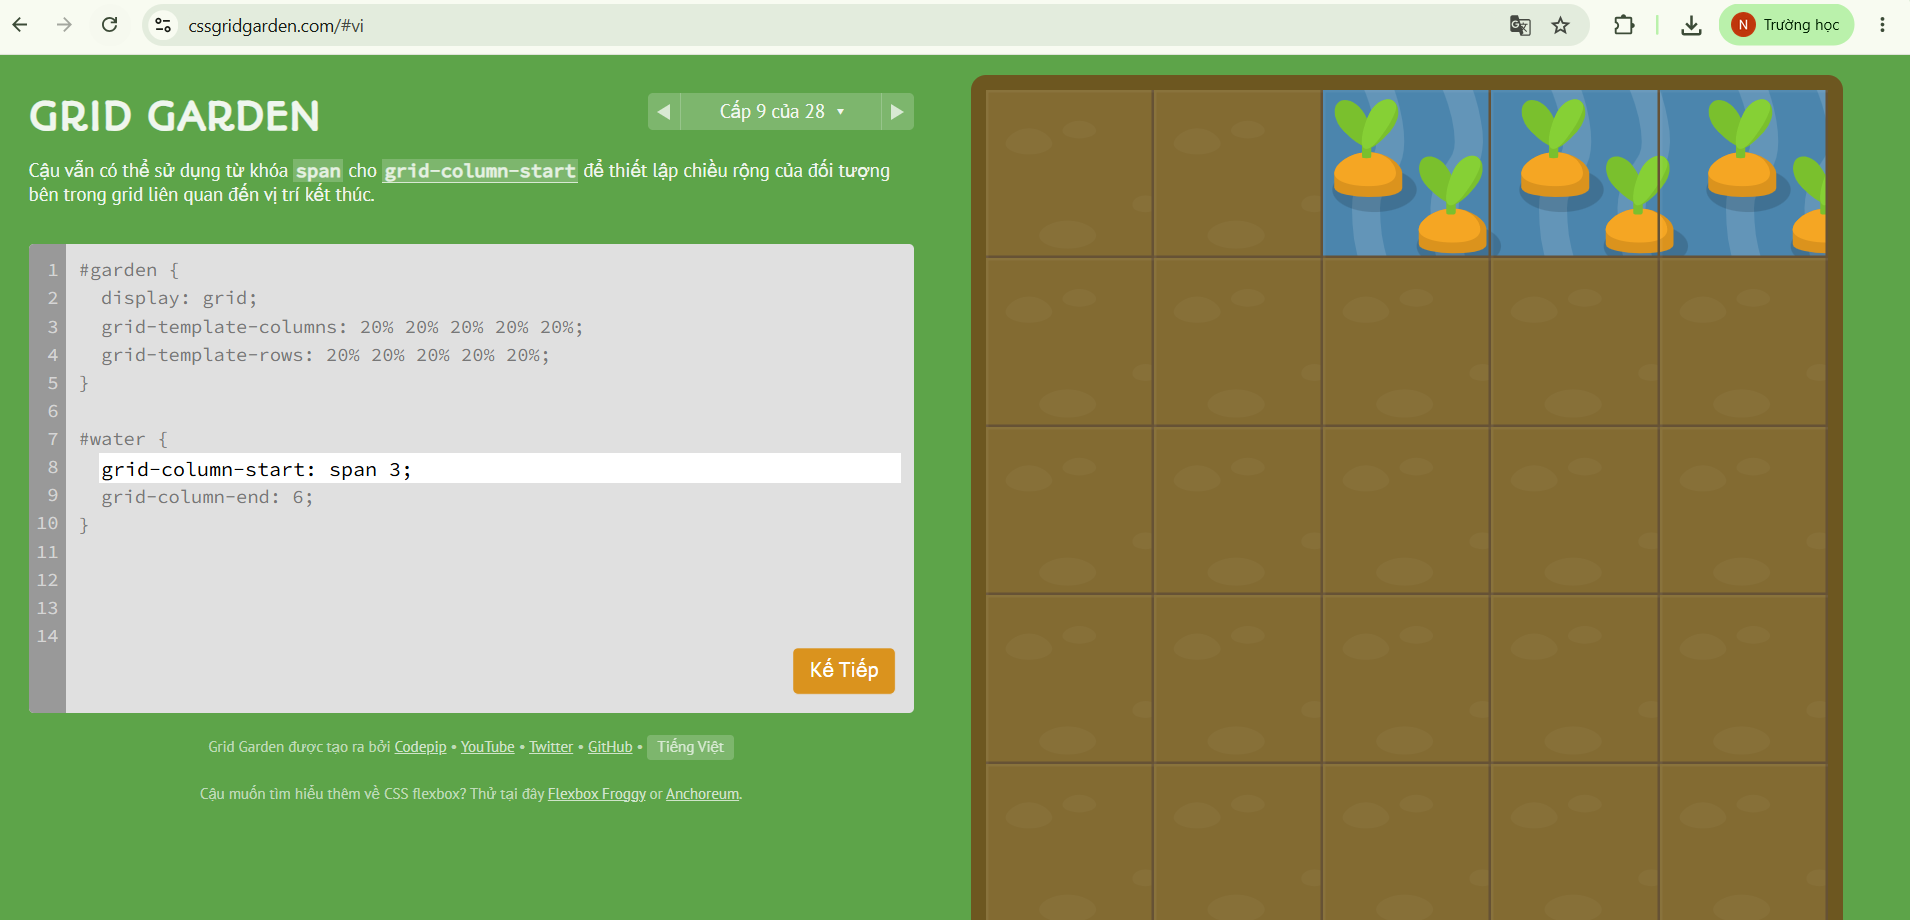 cssgridgarden.com/#vi
N Trường học
GRID GARDEN
Cấp 9 của 28
Cậu vẫn có thể sử dụng từ khóa span cho grid-column-start để thiết lập chiều rộng của đối tượng
bên trong grid liên quan đến vị trí kết thúc.
1 #garden {
2 display: grid;
3 grid-template-columns: 20% 20% 20% 20% 20%;
4 grid-template-rows: 20% 20% 20% 20% 20%;
5 }
6
7 #water {
8 grid-column-start: span 3;
9 grid-column-end: 6;
10 }
11
12
13
14
Kế Tiếp
Grid Garden được tạo ra bởi Codepip • YouTube • Twitter • GitHub • Tiếng Việt
Cậu muốn tìm hiểu thêm về CSS flexbox? Thử tại đây Flexbox Froggy or Anchoreum.